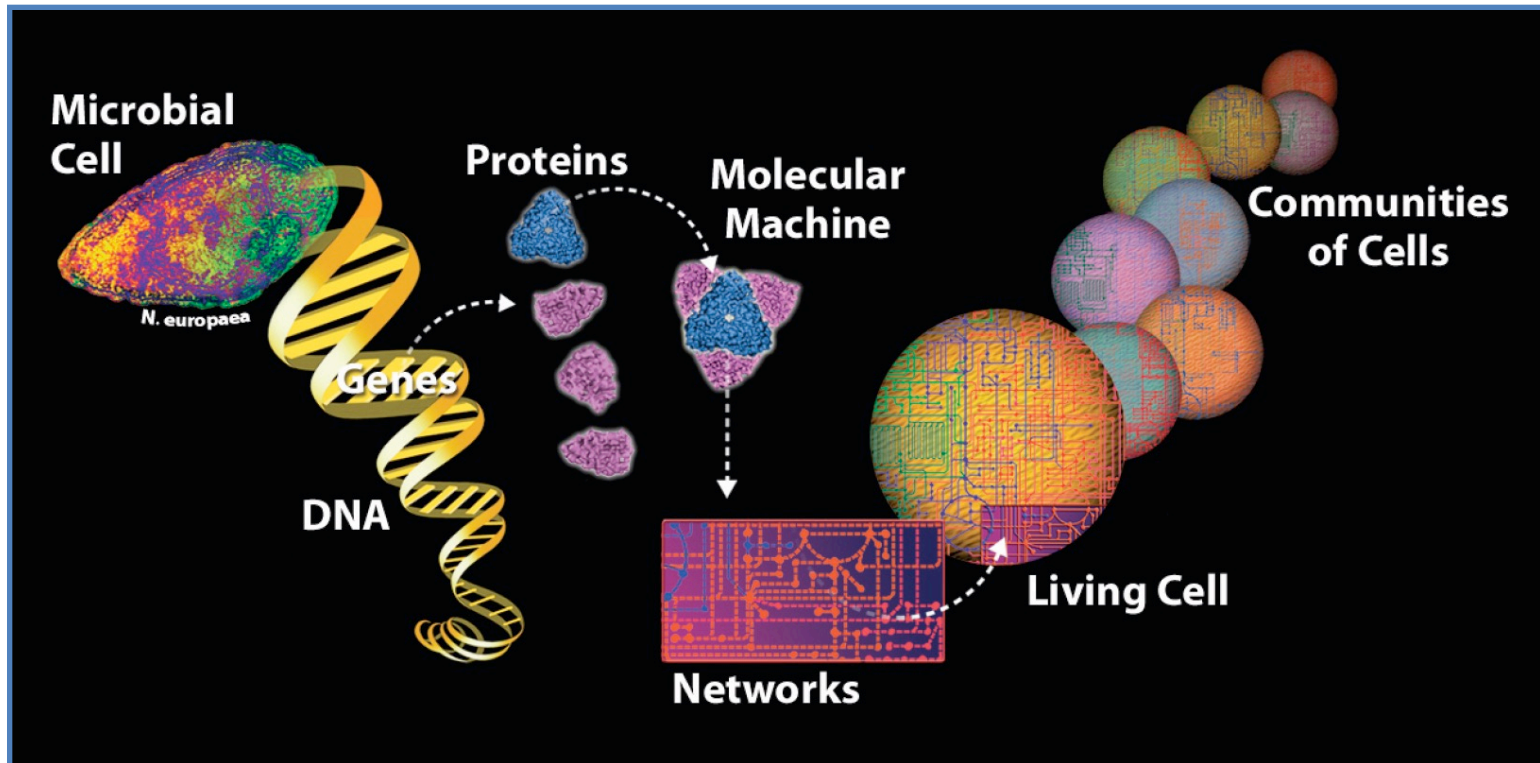 Microbial
Cell
N. europaea
Genes
DNA
Proteins
Molecular
Machine
Networks
Living Cell
Communities
of Cells